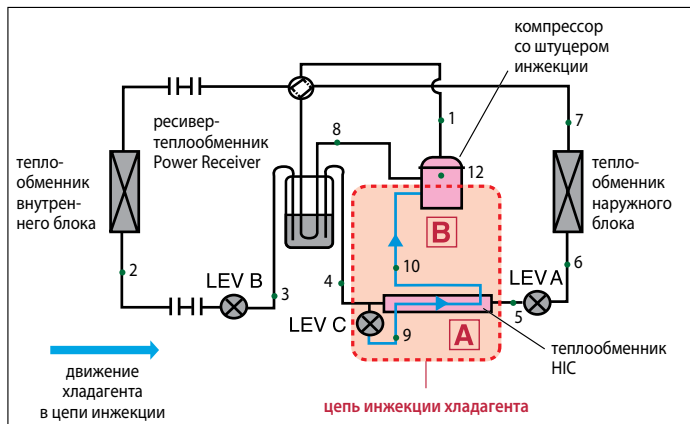 компрессор
со штуцером
инжекции
ресивер-
теплообменник
Power Receiver
8
1
7
12
тепло-
обменник
внутрен-
него блока
тепло-
обменник
наружного
блока
B
2
LEV B
3
4
10
LEV A
6
LEV C
9
A
5
теплообменник
HIC
движение
хладагента
в цепи инжекции
цепь инжекции хладагента